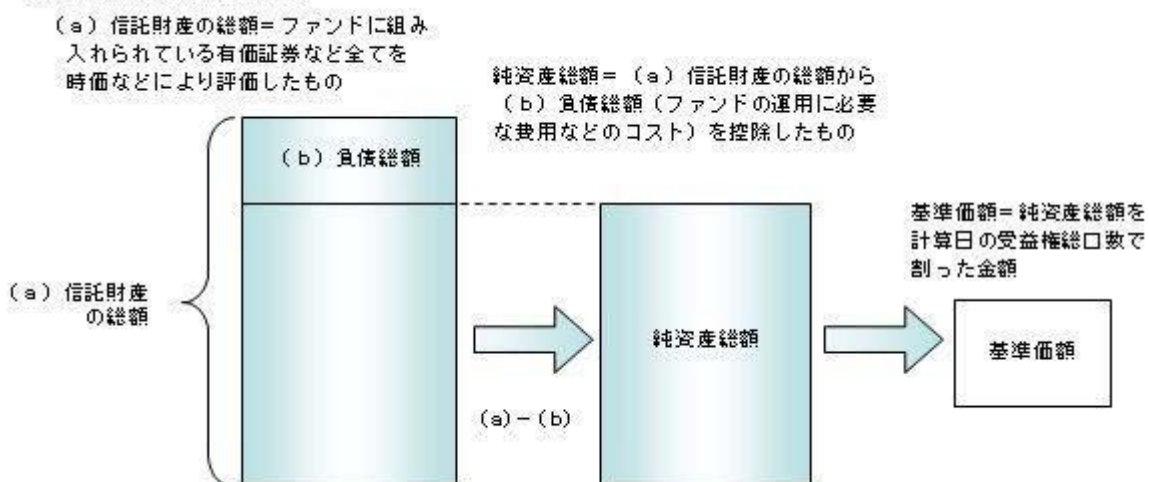 (a)信託財産の総額=ファンドに組み
入れられている有価証券など全てを
時価などにより評価したもの
純資産総額=(a)信託財産の総額から
(b)負債総額(ファンドの運用に必要
な費用などのコスト)を控除したもの
(b)負債総額
基準価額=純資産総額を
計算日の受益権総口数で
割った金額
(a)信託財産
の総額
純資産総額
基準価額
(a)-(b)